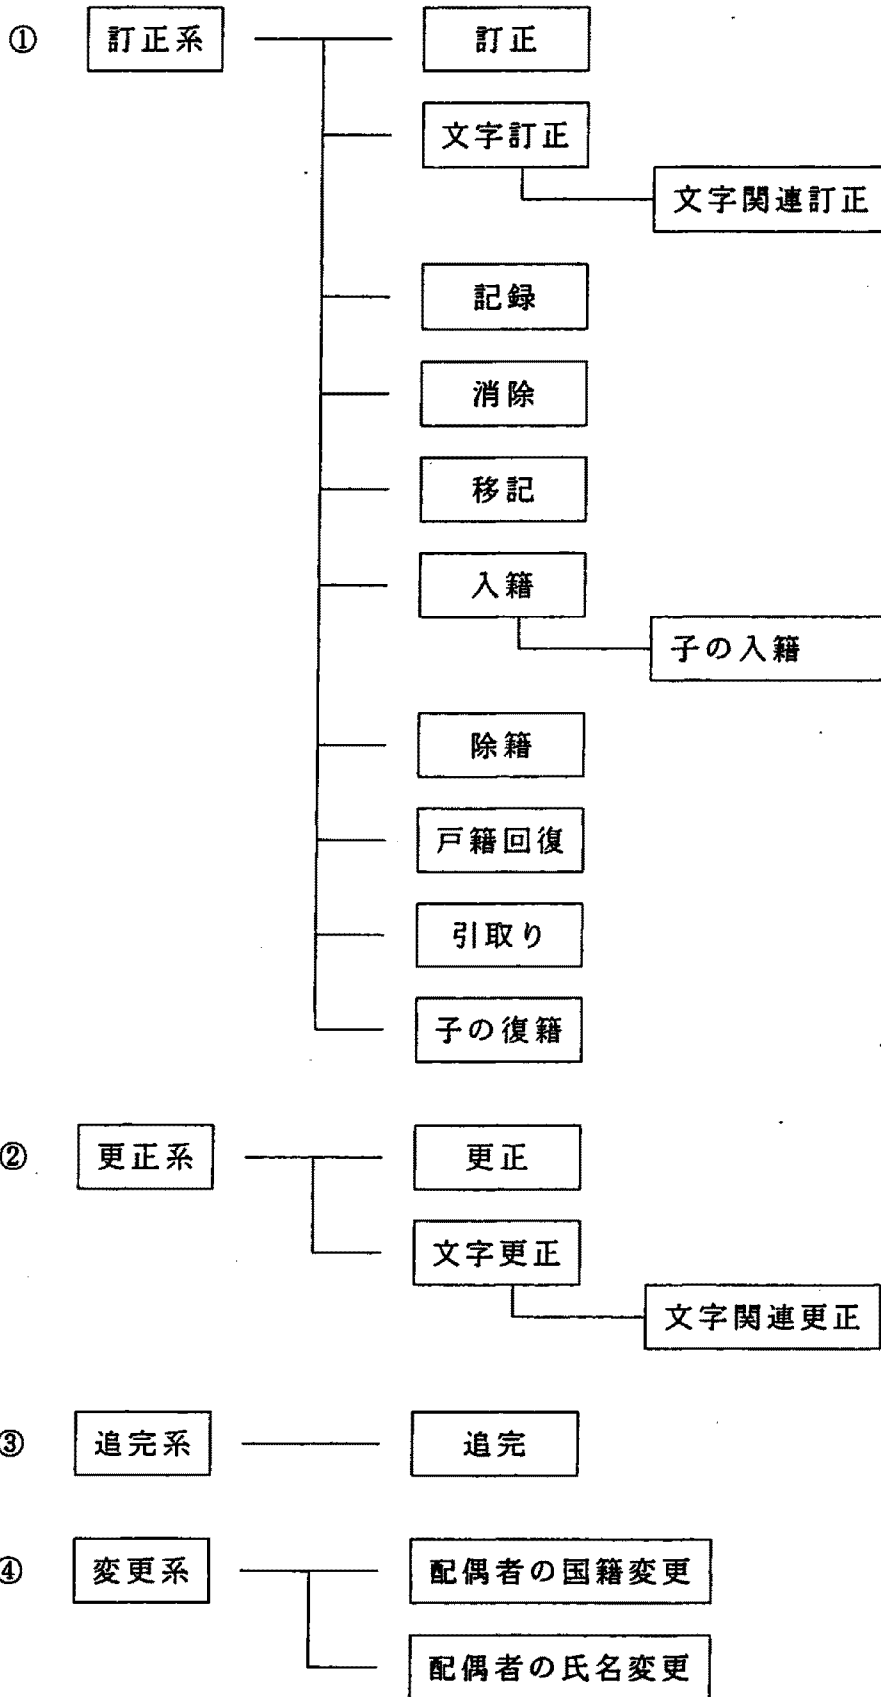 ① 訂正系 訂正
文字訂正
文字関連訂正
記録
消除
移記
入籍
子の入籍
除籍
戸籍回復
引取り
子の復籍
② 更正系 更正
文字更正
文字関連更正
③ 追完系 追完
④ 変更系 配偶者の国籍変更
配偶者の氏名変更